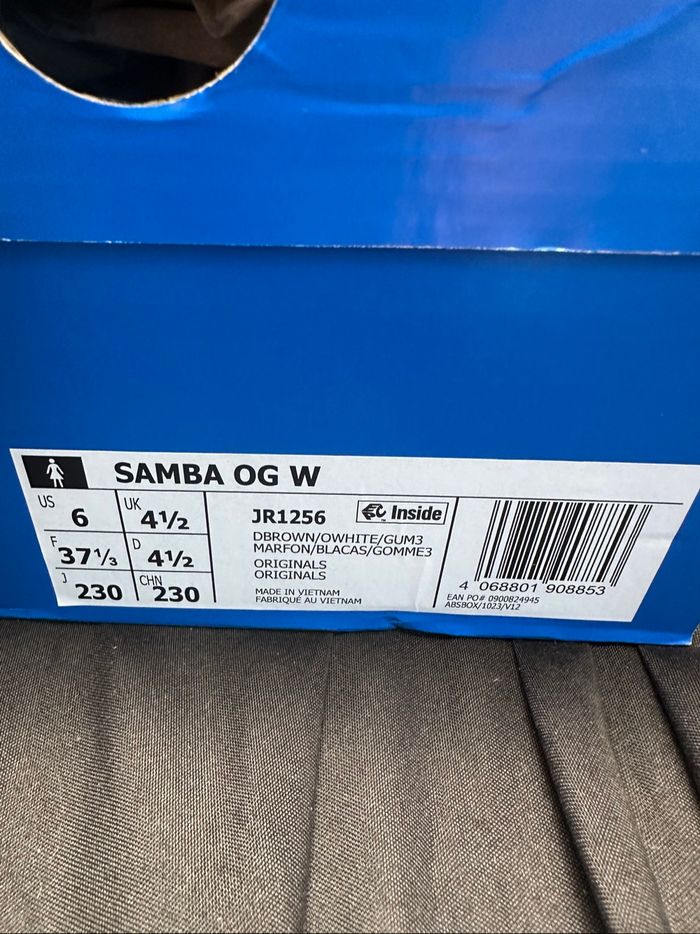 SAMBA OG W
US 6 UK 4½
F 37⅓ D 4½
J 230 CHN 230
JR1256 Inside
DBROWN/OWHITE/GUM3
MARFON/BLACAS/GOMME3
ORIGINALS
ORIGINALS
MADE IN VIETNAM
FABRIQUÉ AU VIETNAM
4 068801 908853
EAN PO# 0900824945
ABSBOX/1023/V12